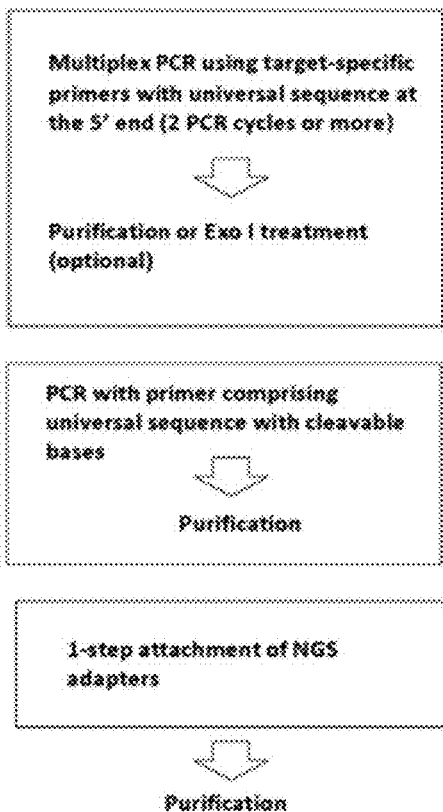 Multiplex PCR using target-specific
primers with universal sequence at
the 5' end (2 PCR cycles or more)
Purification or Exo I treatment
(optional)
PCR with primer comprising
universal sequence with cleavable
bases
Purification
1-step attachment of NGS
adapters
Purification